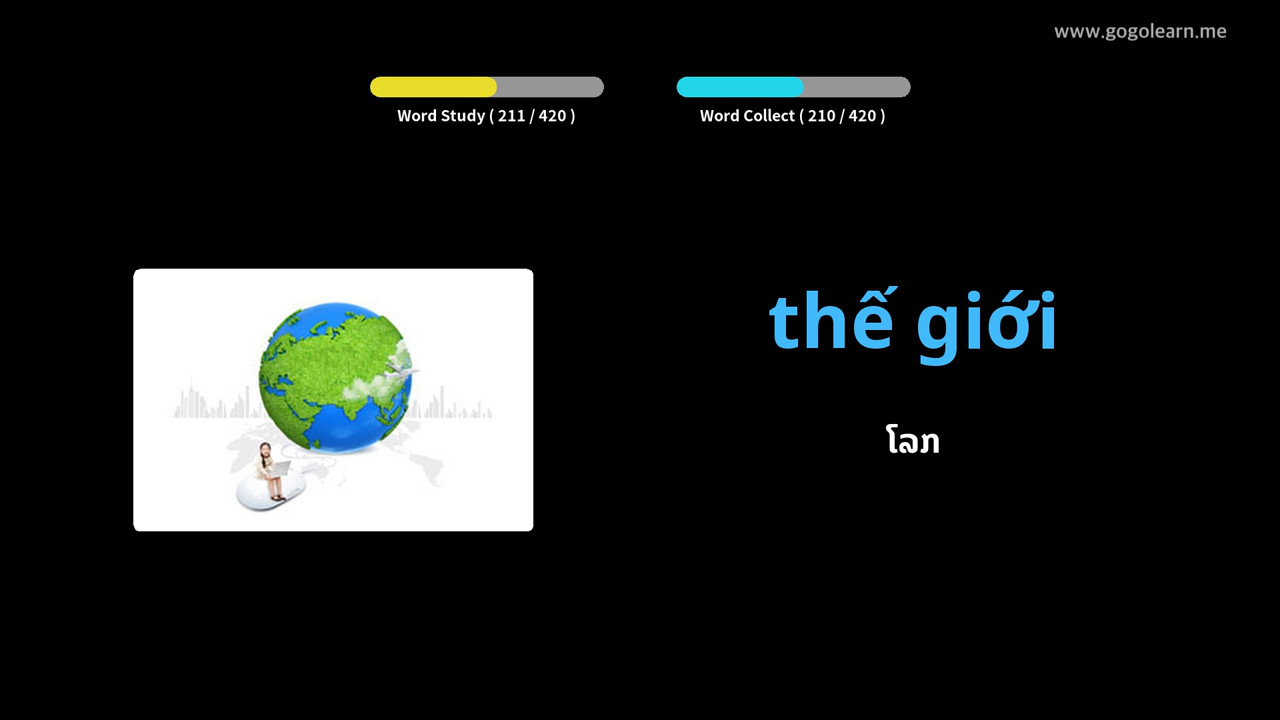 www.gogolearn.me
Word Study ( 211 / 420 )
Word Collect ( 210 / 420 )
thế giới
ໂລກ